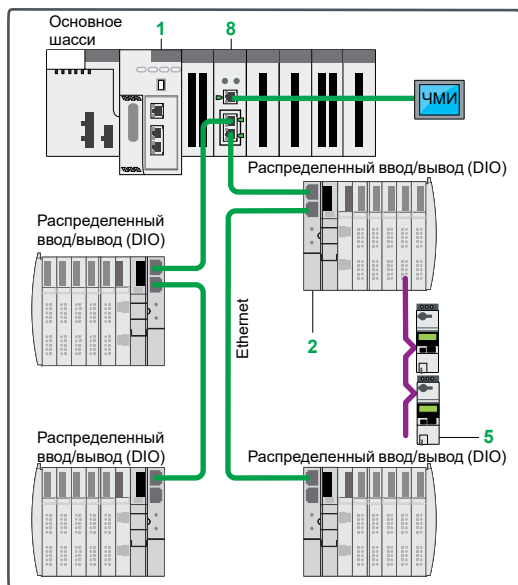 Основное
шасси
1
8
ЧМИ
Распределенный ввод/вывод (DIO)
Распределенный
ввод/вывод (DIO)
Ethernet
2
5
Распределенный
ввод/вывод (DIO)
Распределенный ввод/вывод (DIO)